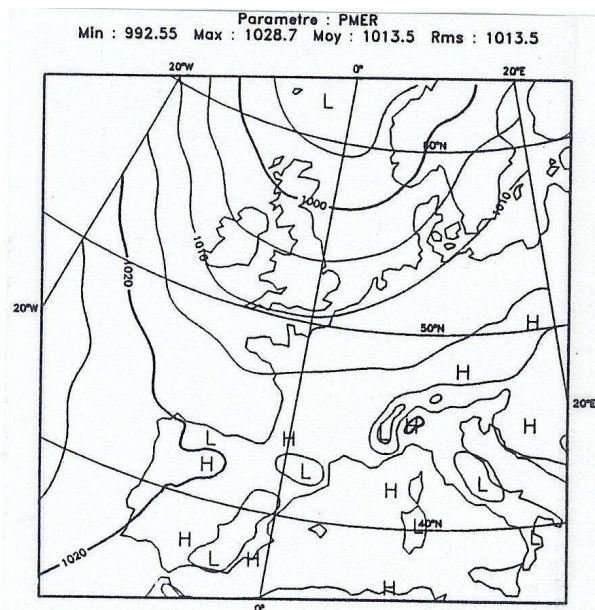 Parametre : PMER
Min : 992.55 Max : 1028.7 Moy : 1013.5 Rms : 1013.5
20°W 0° 20°E
L
60°N
1000
1010
1010
1020
20°W
50°N
H
H
20°E
L
H
L
H
H
H
L
H
L
40°N
L
L
H
L
H
1020
H
0°